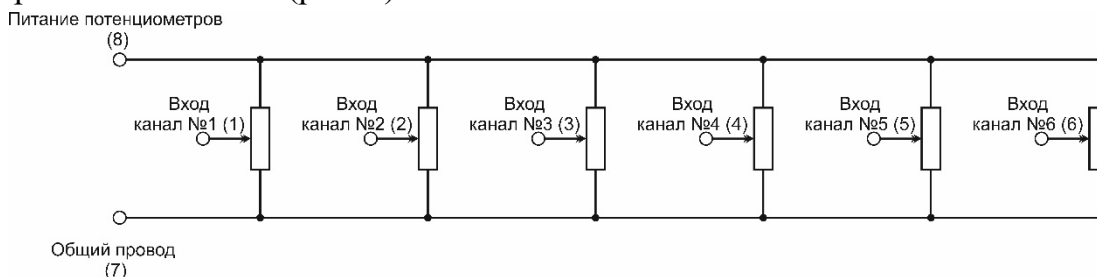 Питание потенциометров
(8)
Вход
канал №1 (1)
Вход
канал №2 (2)
Вход
канал №3 (3)
Вход
канал №4 (4)
Вход
канал №5 (5)
Вход
канал №6 (6)
Общий провод
(7)